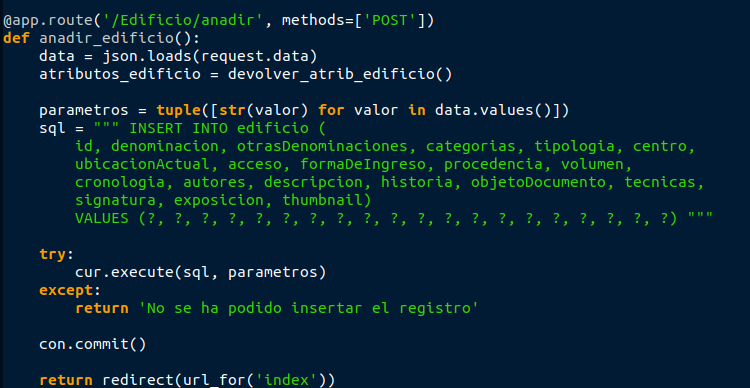 @app.route('/Edificio/anadir', methods=['POST'])
def anadir_edificio():
    data = json.loads(request.data)
    atributos_edificio = devolver_atrib_edificio()

    parametros = tuple([str(valor) for valor in data.values()])
    sql = """ INSERT INTO edificio (
        id, denominacion, otrasDenominaciones, categorias, tipologia, centro,
        ubicacionActual, acceso, formaDeIngreso, procedencia, volumen,
        cronologia, autores, descripcion, historia, objetoDocumento, tecnicas,
        signatura, exposicion, thumbnail)
        VALUES (?, ?, ?, ?, ?, ?, ?, ?, ?, ?, ?, ?, ?, ?, ?, ?, ?, ?, ?, ?) """

    try:
        cur.execute(sql, parametros)
    except:
        return 'No se ha podido insertar el registro'

    con.commit()

    return redirect(url_for('index'))